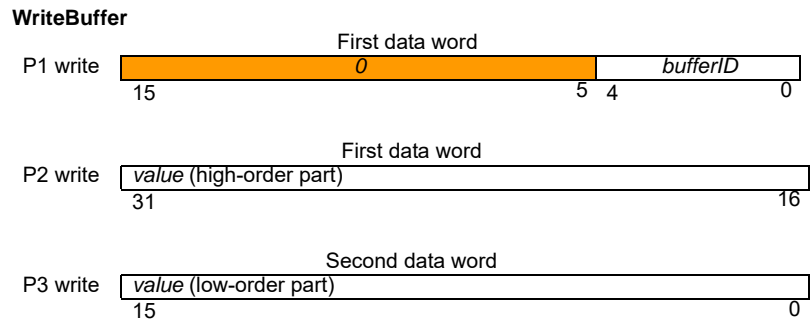 WriteBuffer
First data word
P1 write 0 bufferID
15 5 4 0
First data word
P2 write value (high-order part)
31 16
Second data word
P3 write value (low-order part)
15 0